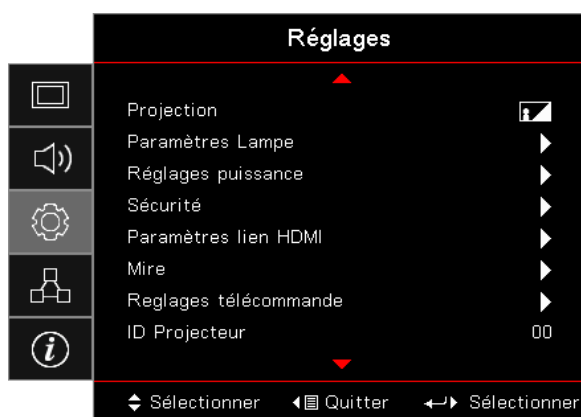 Réglages
Projection
Paramètres Lampe
Réglages puissance
Sécurité
Paramètres lien HDMI
Mire
Reglages télécommande
ID Projecteur 00
Sélectionner Quitter Sélectionner